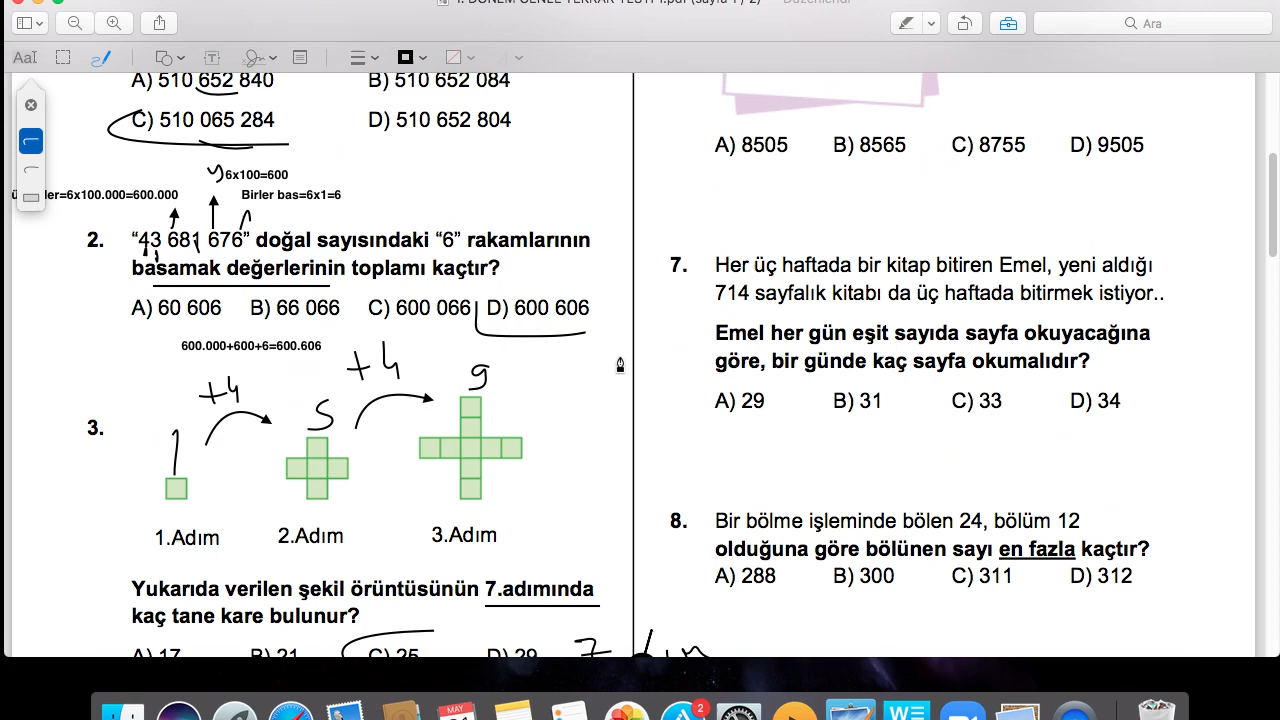 Ara
A) 510 652 840 B) 510 652 084
C) 510 065 284 D) 510 652 804
6x100=600
ler=6x100.000=600.000 Birler bas=6x1=6
2. “43 681 676” doğal sayısındaki “6” rakamlarının
basamak değerlerinin toplamı kaçtır?
A) 60 606 B) 66 066 C) 600 066 D) 600 606
600.000+600+6=600.606
+4 +4
1 5 9
3.
1.Adım 2.Adım 3.Adım
Yukarıda verilen şekil örüntüsünün 7.adımında
kaç tane kare bulunur?
A) 17 B) 21 C) 25 D) 29
A) 8505 B) 8565 C) 8755 D) 9505
7. Her üç haftada bir kitap bitiren Emel, yeni aldığı
714 sayfalık kitabı da üç haftada bitirmek istiyor..
Emel her gün eşit sayıda sayfa okuyacağına
göre, bir günde kaç sayfa okumalıdır?
A) 29 B) 31 C) 33 D) 34
8. Bir bölme işleminde bölen 24, bölüm 12
olduğuna göre bölünen sayı en fazla kaçtır?
A) 288 B) 300 C) 311 D) 312
2